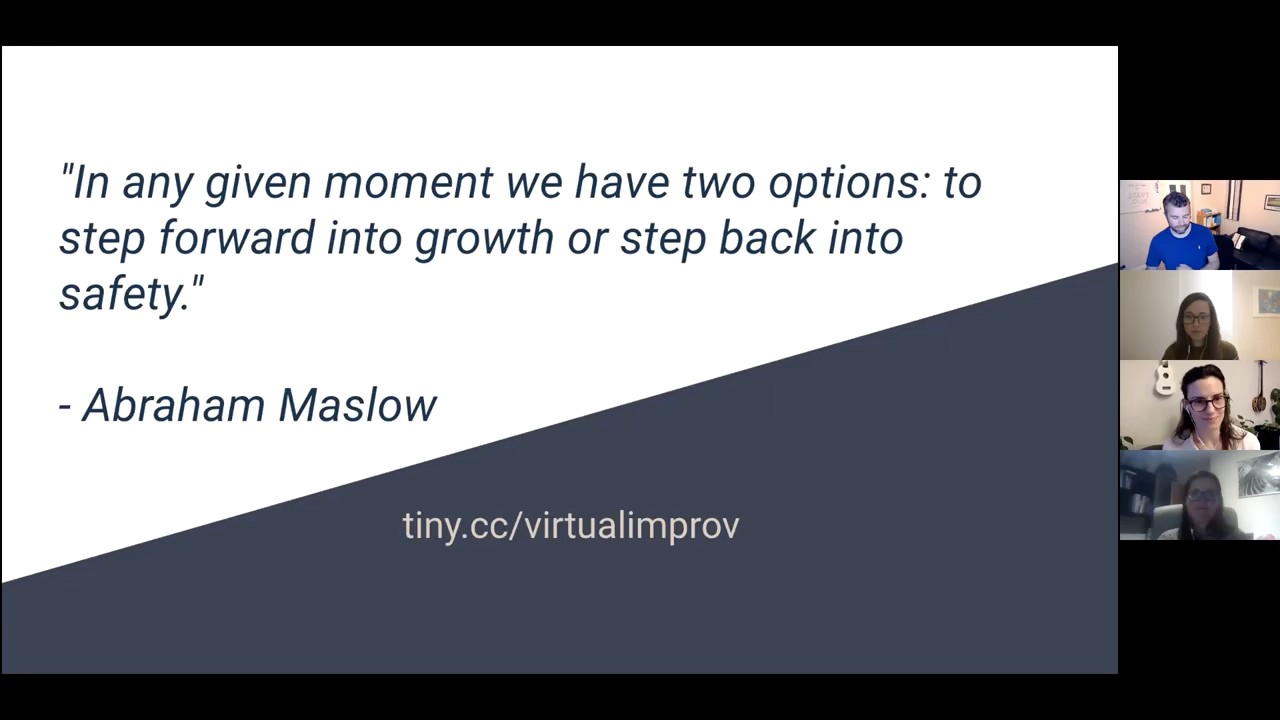 "In any given moment we have two options: to
step forward into growth or step back into
safety."
- Abraham Maslow
tiny.cc/virtualimprov